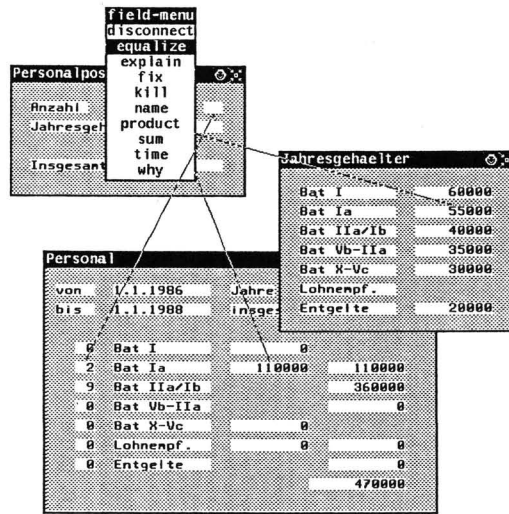 field-menu
disconnect
equalize
explain
fix
kill
name
product
sum
time
why
Personalpos
Anzahl
Jahresgeh
Insgesamt
Jahresgehaelter
Bat I 60000
Bat Ia 55000
Bat IIa/Ib 40000
Bat Vb-IIa 35000
Bat X-Vc 30000
Lohnempf.
Entgelte 20000
Personal
von 1.1.1986 Jahre
bis 1.1.1988 insges
0 Bat I 0
2 Bat Ia 110000 110000
9 Bat IIa/Ib 360000
0 Bat Vb-IIa 0
0 Bat X-Vc 0
0 Lohnempf. 0 0
0 Entgelte 0
470000